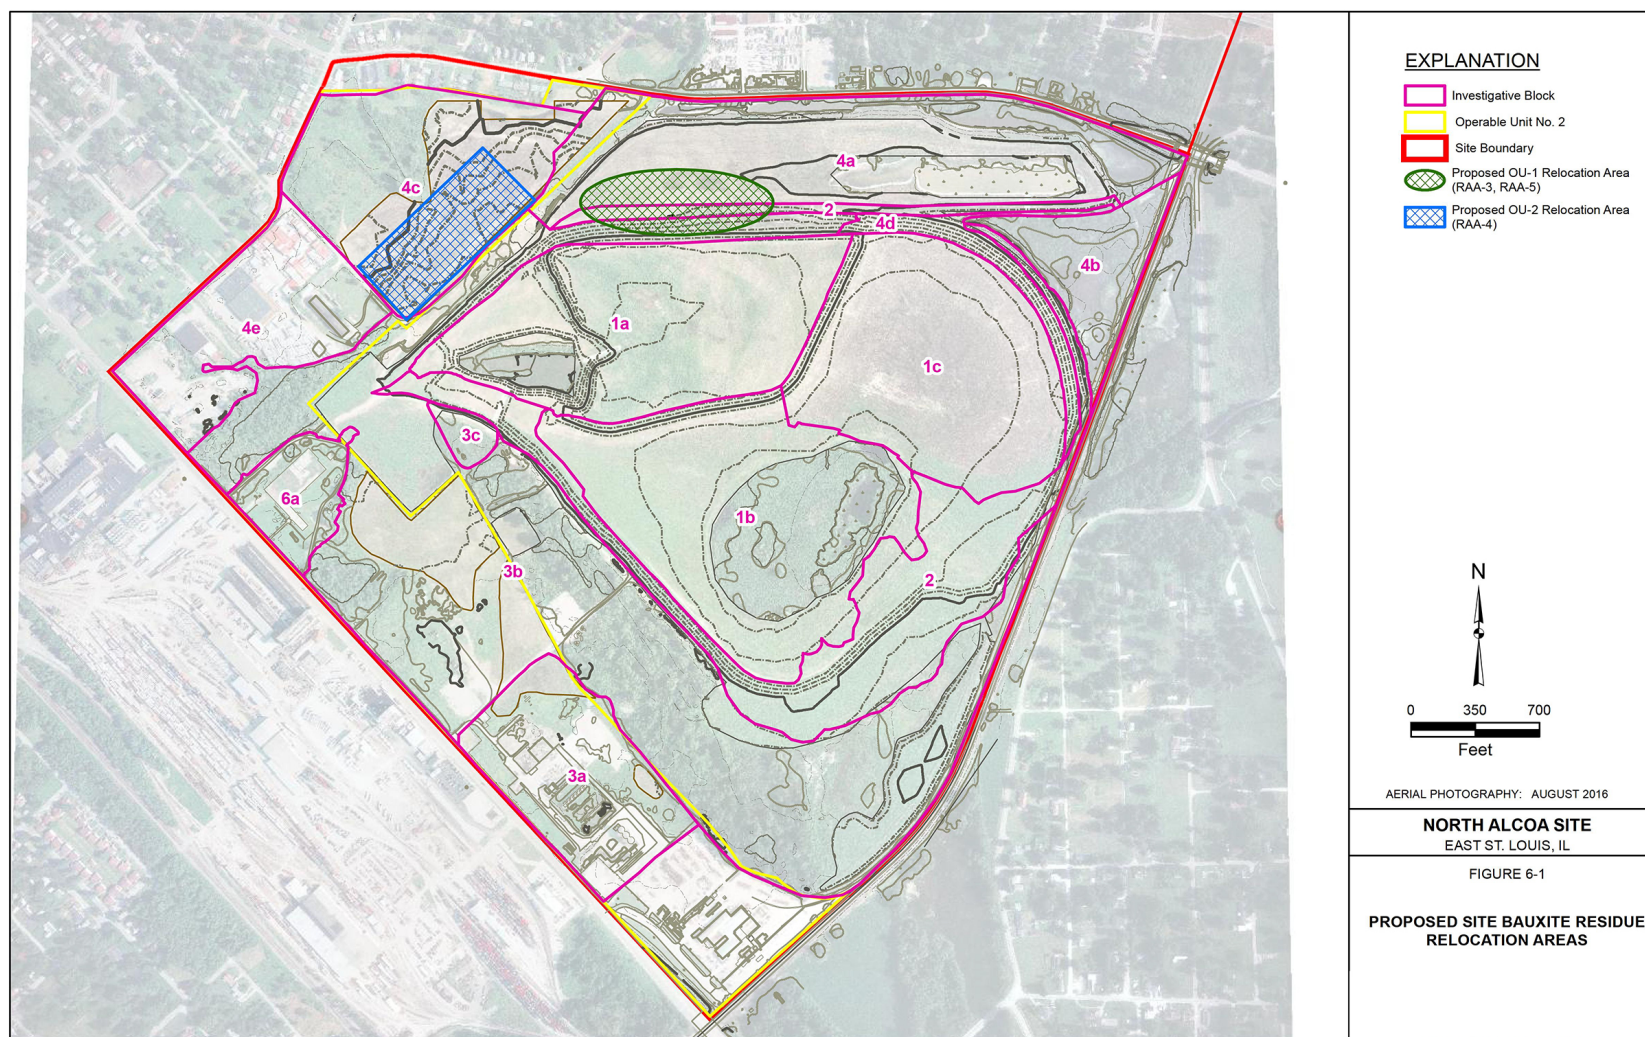 EXPLANATION
Investigative Block
Operable Unit No. 2
Site Boundary
Proposed OU-1 Relocation Area
(RAA-3, RAA-5)
Proposed OU-2 Relocation Area
(RAA-4)
4a
4c
2
4d
4b
4e
1a
1c
3c
6a
1b
3b
2
3a
N
0 350 700
Feet
AERIAL PHOTOGRAPHY: AUGUST 2016
NORTH ALCOA SITE
EAST ST. LOUIS, IL
FIGURE 6-1
PROPOSED SITE BAUXITE RESIDUE
RELOCATION AREAS